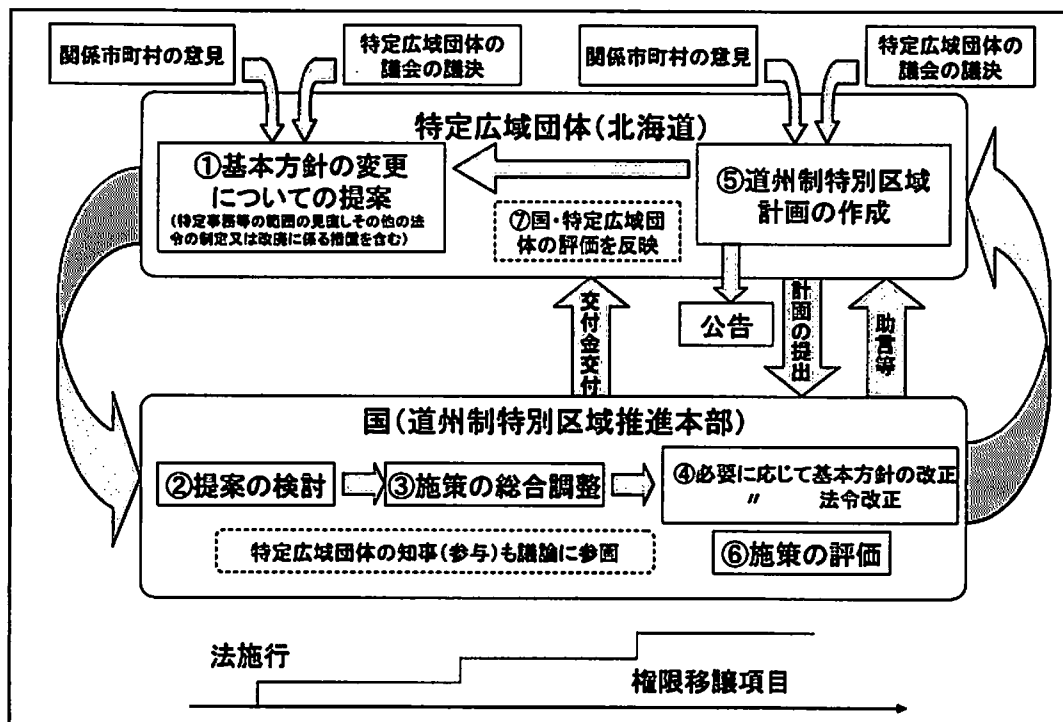 関係市町村の意見
特定広域団体の
議会の議決
関係市町村の意見
特定広域団体の
議会の議決
特定広域団体(北海道)
①基本方針の変更
についての提案
(特定事務等の範囲の見直しその他の法
令の制定又は改廃に係る措置を含む)
⑦国・特定広域団
体の評価を反映
⑤道州制特別区域
計画の作成
交付金交付
公告
計画の提出
助言等
国(道州制特別区域推進本部)
②提案の検討
③施策の総合調整
④必要に応じて基本方針の改正
〃 法令改正
特定広域団体の知事(参与)も議論に参画
⑥施策の評価
法施行
権限移譲項目